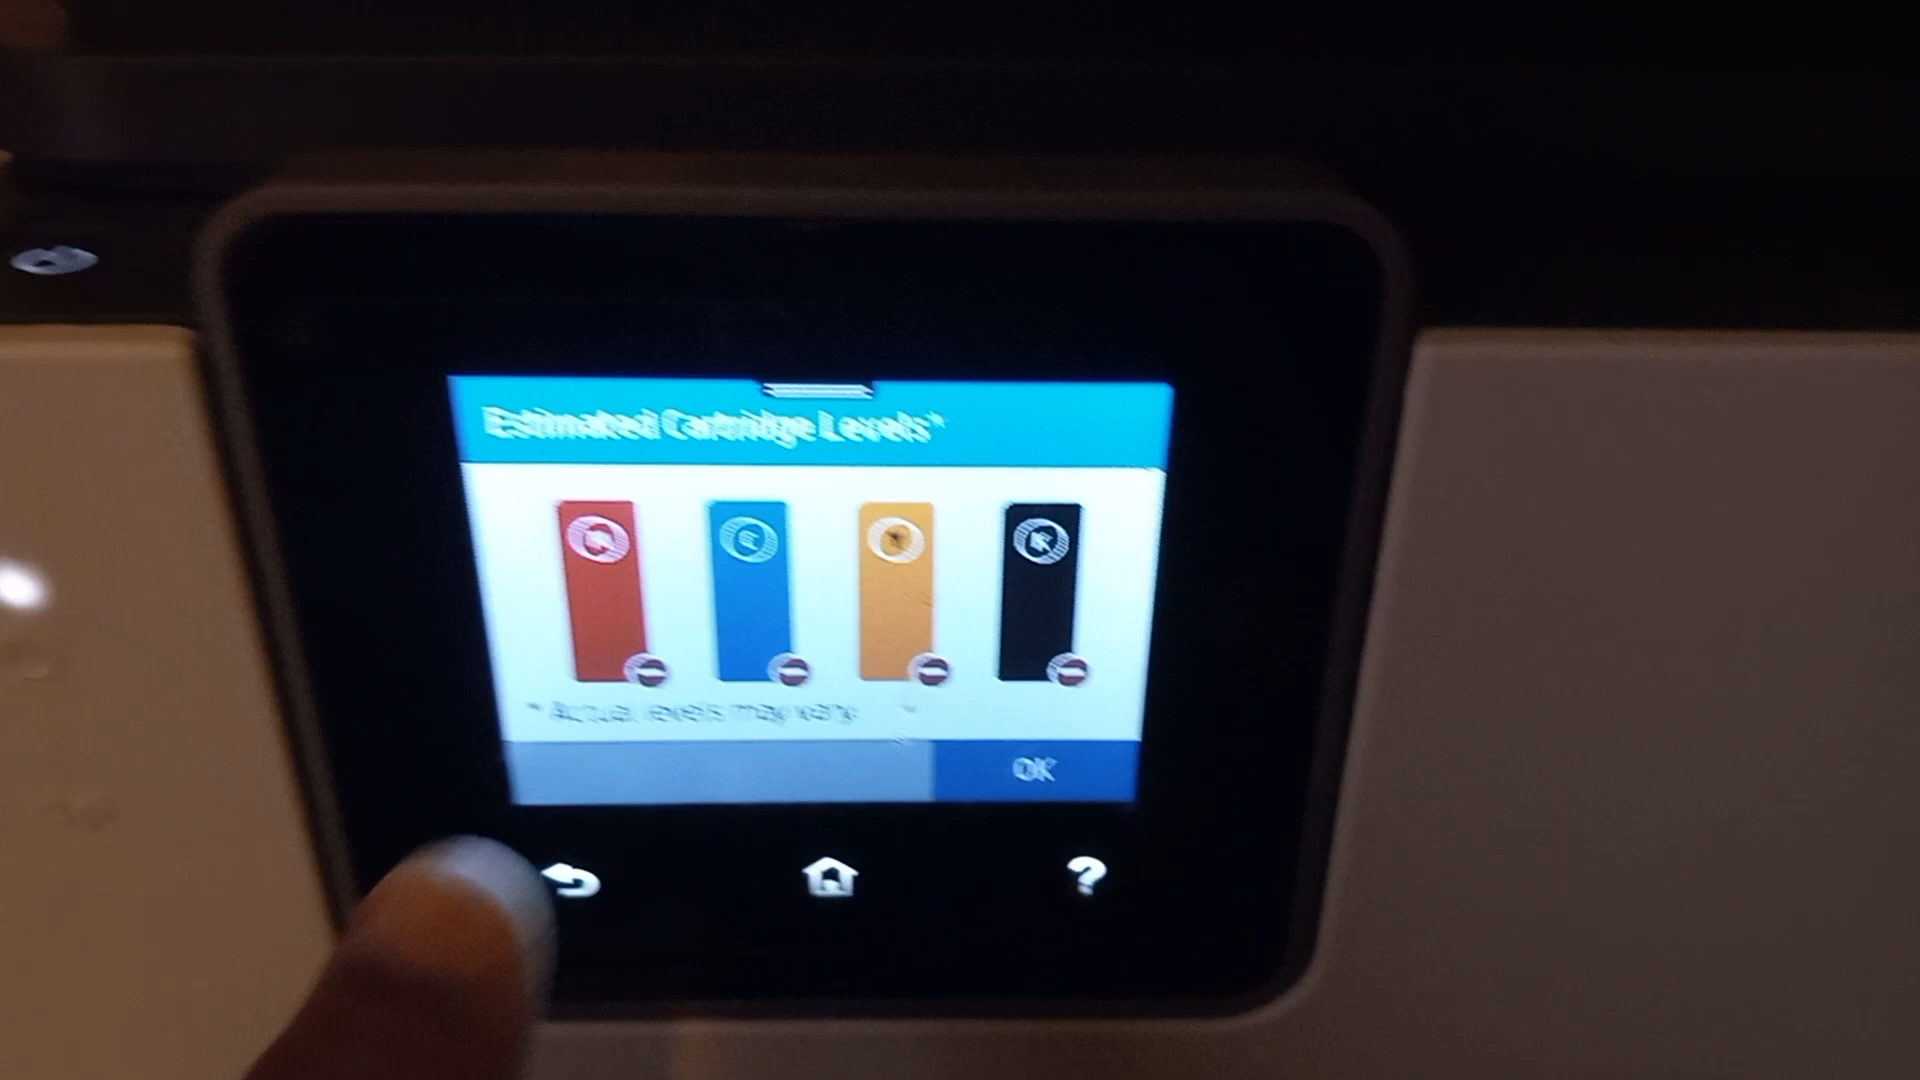 Estimated Cartridge Levels*
M C Y K
* Actual levels may vary
OK
?